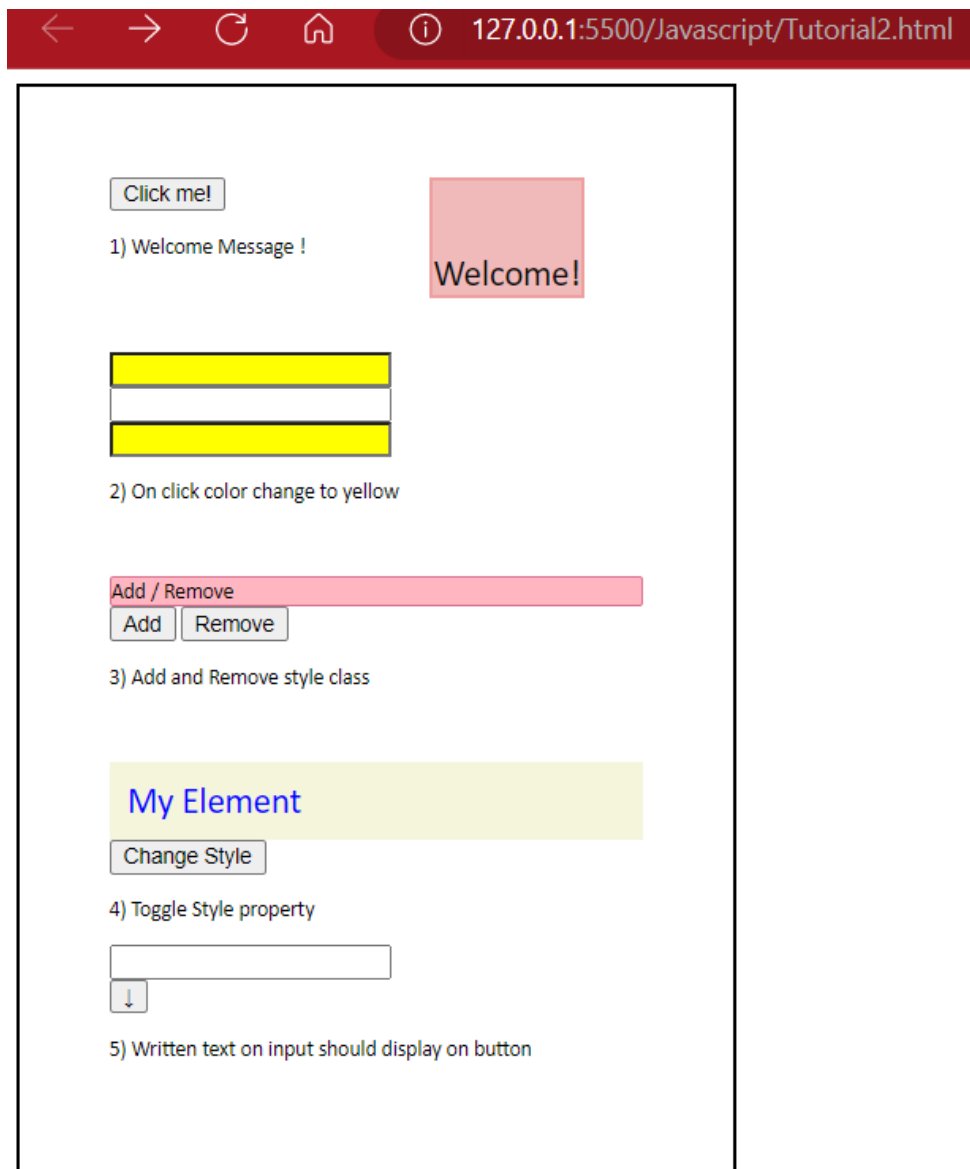 127.0.0.1:5500/Javascript/Tutorial2.html
Click me!
1) Welcome Message !
Welcome!
2) On click color change to yellow
Add / Remove
Add Remove
3) Add and Remove style class
My Element
Change Style
4) Toggle Style property
↓
5) Written text on input should display on button